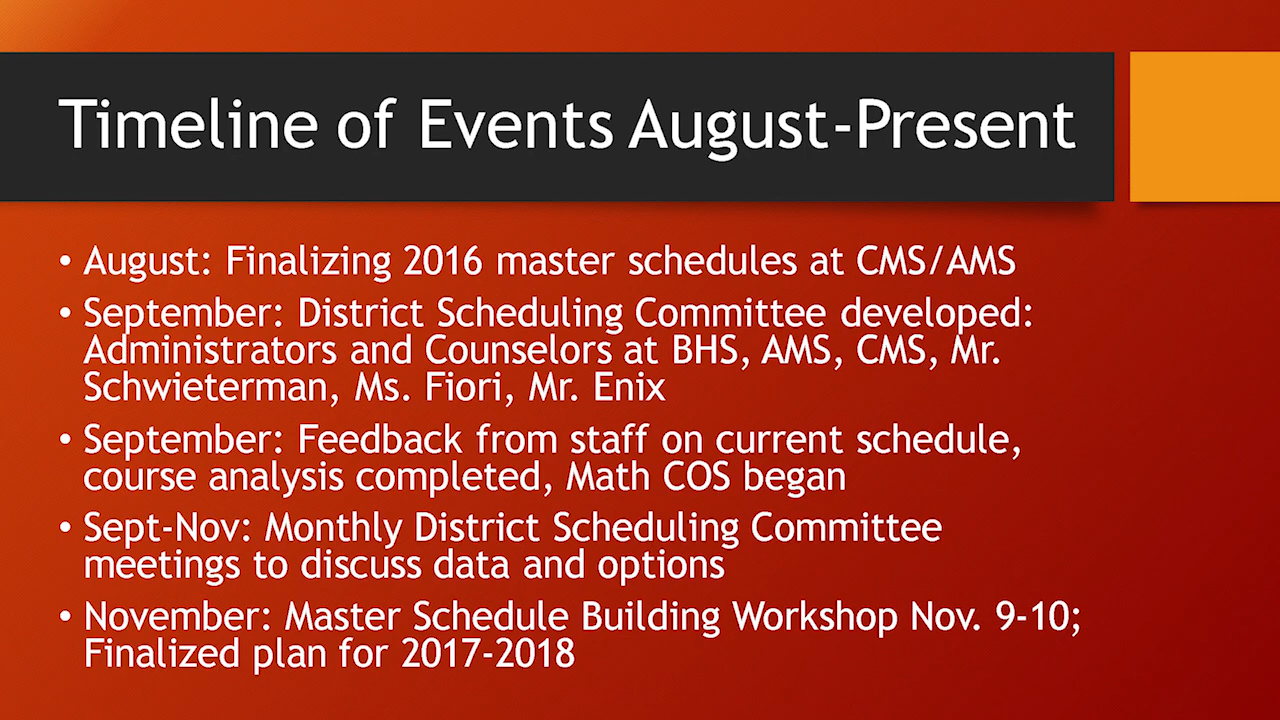 Timeline of Events August-Present
• August: Finalizing 2016 master schedules at CMS/AMS
• September: District Scheduling Committee developed:
Administrators and Counselors at BHS, AMS, CMS, Mr.
Schwieterman, Ms. Fiori, Mr. Enix
• September: Feedback from staff on current schedule,
course analysis completed, Math COS began
• Sept-Nov: Monthly District Scheduling Committee
meetings to discuss data and options
• November: Master Schedule Building Workshop Nov. 9-10;
Finalized plan for 2017-2018